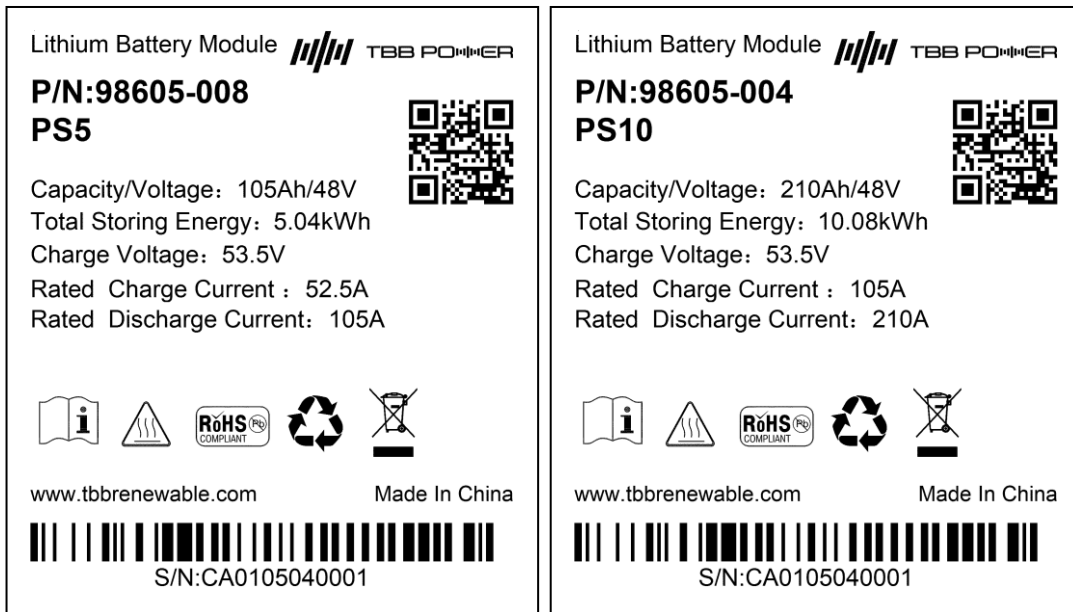 Lithium Battery Module TBB POWER
P/N:98605-008
PS5
Capacity/Voltage：105Ah/48V
Total Storing Energy：5.04kWh
Charge Voltage：53.5V
Rated Charge Current ：52.5A
Rated Discharge Current：105A
i
RoHS
COMPLIANT
Pb
www.tbbrenewable.com Made In China
S/N:CA0105040001
Lithium Battery Module TBB POWER
P/N:98605-004
PS10
Capacity/Voltage：210Ah/48V
Total Storing Energy：10.08kWh
Charge Voltage：53.5V
Rated Charge Current ：105A
Rated Discharge Current：210A
i
RoHS
COMPLIANT
Pb
www.tbbrenewable.com Made In China
S/N:CA0105040001